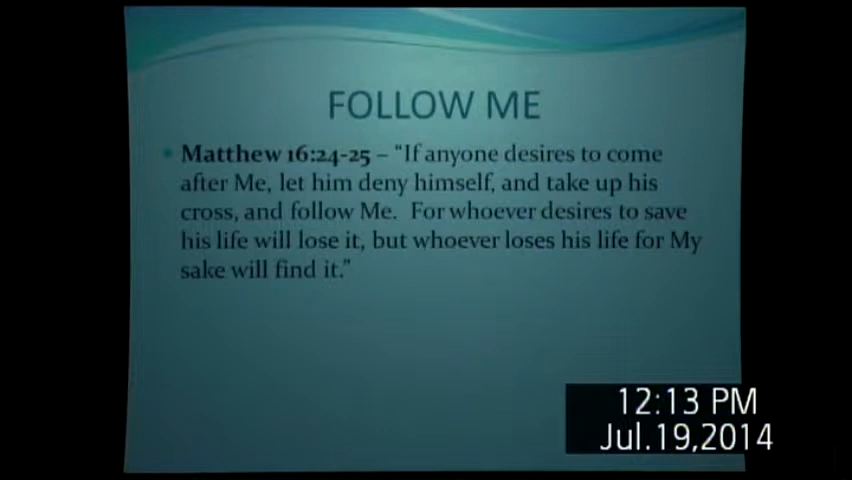 FOLLOW ME
• Matthew 16:24-25 – “If anyone desires to come
after Me, let him deny himself, and take up his
cross, and follow Me.  For whoever desires to save
his life will lose it, but whoever loses his life for My
sake will find it.”
12:13 PM
Jul.19,2014